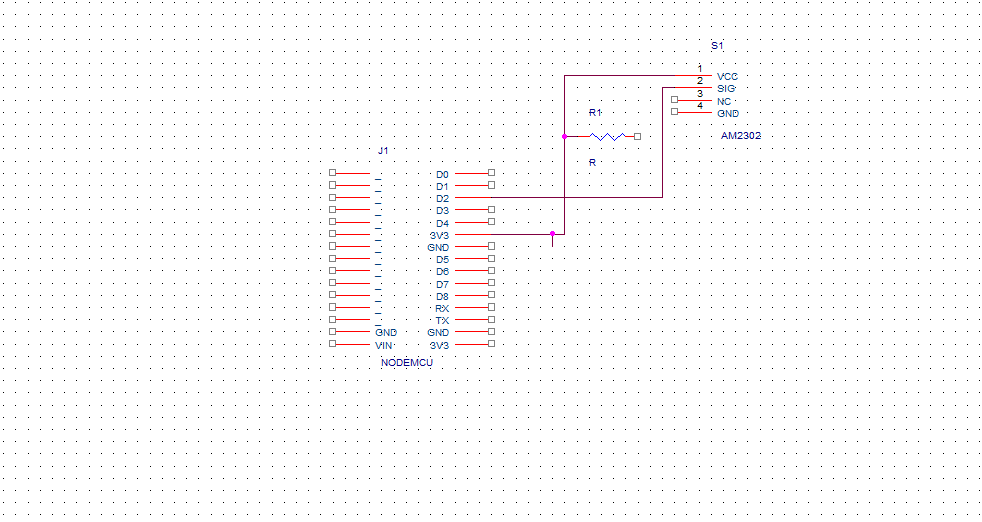 S1
1 VCC
2 SIG
3 NC
4 GND
AM2302
R1
R
J1
D0
D1
D2
D3
D4
3V3
GND
D5
D6
D7
D8
RX
TX
GND GND
VIN 3V3
NODEMCU